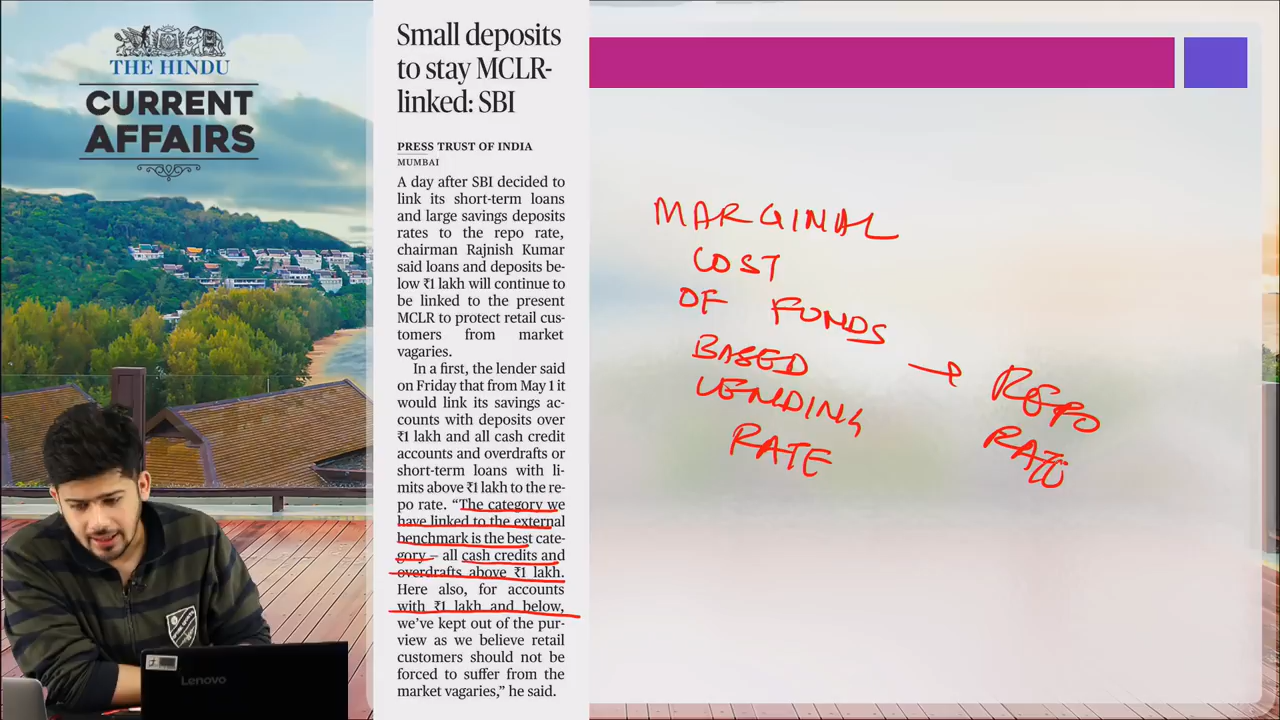 THE HINDU
CURRENT
AFFAIRS
Small deposits
to stay MCLR-
linked: SBI
PRESS TRUST OF INDIA
MUMBAI
A day after SBI decided to
link its short-term loans
and large savings deposits
rates to the repo rate,
chairman Rajnish Kumar
said loans and deposits be-
low ₹1 lakh will continue to
be linked to the present
MCLR to protect retail cus-
tomers from market
vagaries.
In a first, the lender said
on Friday that from May 1 it
would link its savings ac-
counts with deposits over
₹1 lakh and all cash credit
accounts and overdrafts or
short-term loans with li-
mits above ₹1 lakh to the re-
po rate. “The category we
have linked to the external
benchmark is the best cate-
gory – all cash credits and
overdrafts above ₹1 lakh.
Here also, for accounts
with ₹1 lakh and below,
we’ve kept out of the pur-
view as we believe retail
customers should not be
forced to suffer from the
market vagaries,” he said.
MARGINAL
COST
OF FUNDS
BASED
LENDING
RATE
→ REPO
RATE
Lenovo